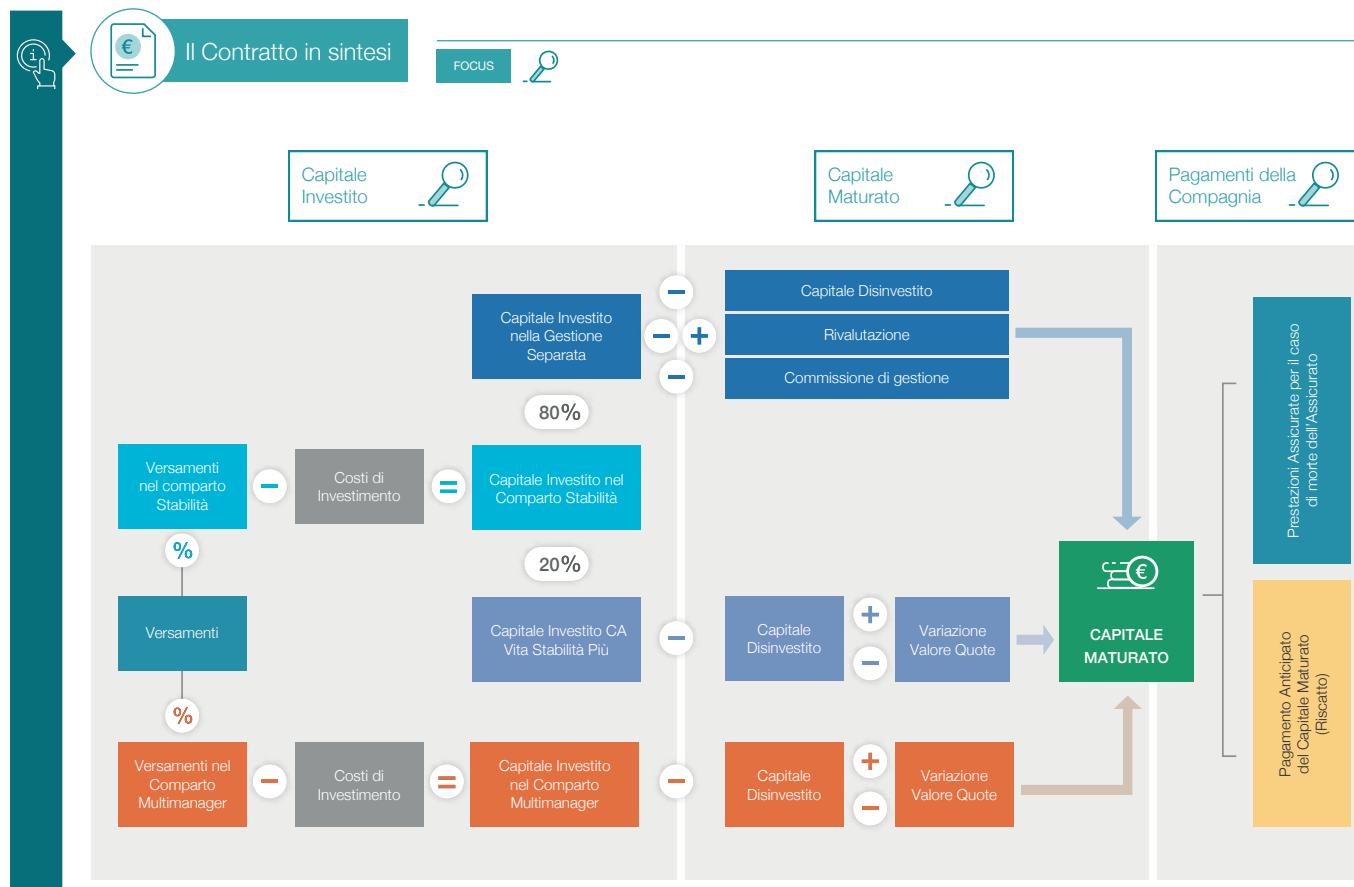 Il Contratto in sintesi
FOCUS
Capitale
Investito
Capitale
Maturato
Pagamenti della
Compagnia
Capitale Investito
nella Gestione
Separata
Capitale Disinvestito
Rivalutazione
Commissione di gestione
80%
Versamenti
nel comparto
Stabilità
Costi di
Investimento
Capitale Investito nel
Comparto Stabilità
%
20%
Versamenti
Capitale Investito CA
Vita Stabilità Più
Capitale
Disinvestito
Variazione
Valore Quote
€
CAPITALE
MATURATO
%
Versamenti nel
Comparto
Multimanager
Costi di
Investimento
Capitale Investito
nel Comparto
Multimanager
Capitale
Disinvestito
Variazione
Valore Quote
Prestazioni Assicurate per il caso
di morte dell'Assicurato
Pagamento Anticipato
del Capitale Maturato
(Riscatto)